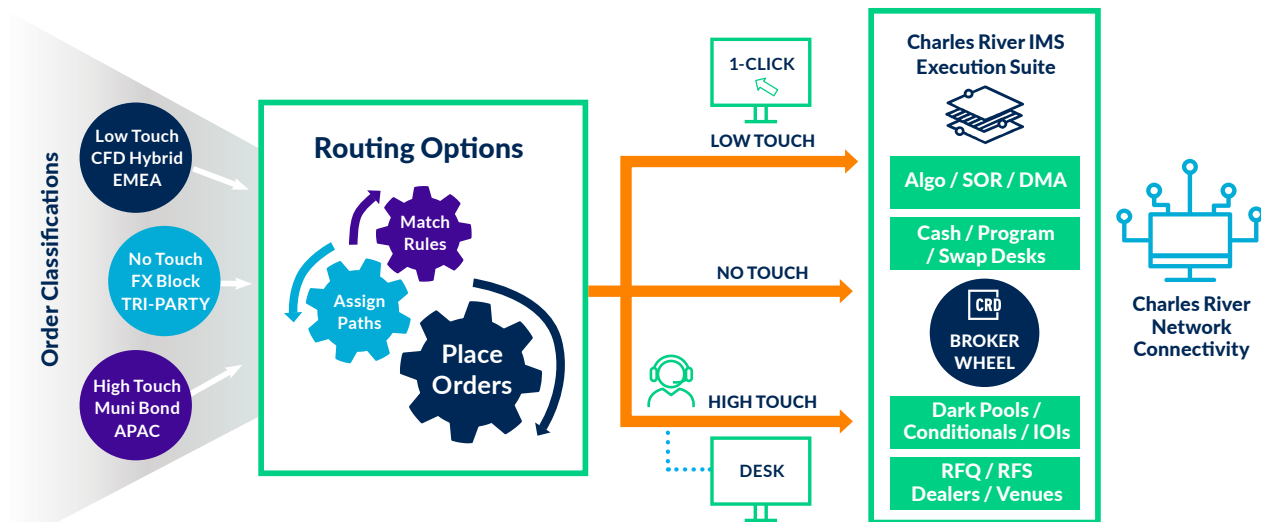 Order Classifications
Low Touch
CFD Hybrid
EMEA
No Touch
FX Block
TRI-PARTY
High Touch
Muni Bond
APAC
Routing Options
Match
Rules
Assign
Paths
Place
Orders
1-CLICK
LOW TOUCH
NO TOUCH
HIGH TOUCH
DESK
Charles River IMS
Execution Suite
Algo / SOR / DMA
Cash / Program
/ Swap Desks
CRD
BROKER
WHEEL
Dark Pools /
Conditionals / IOIs
RFQ / RFS
Dealers / Venues
Charles River
Network
Connectivity